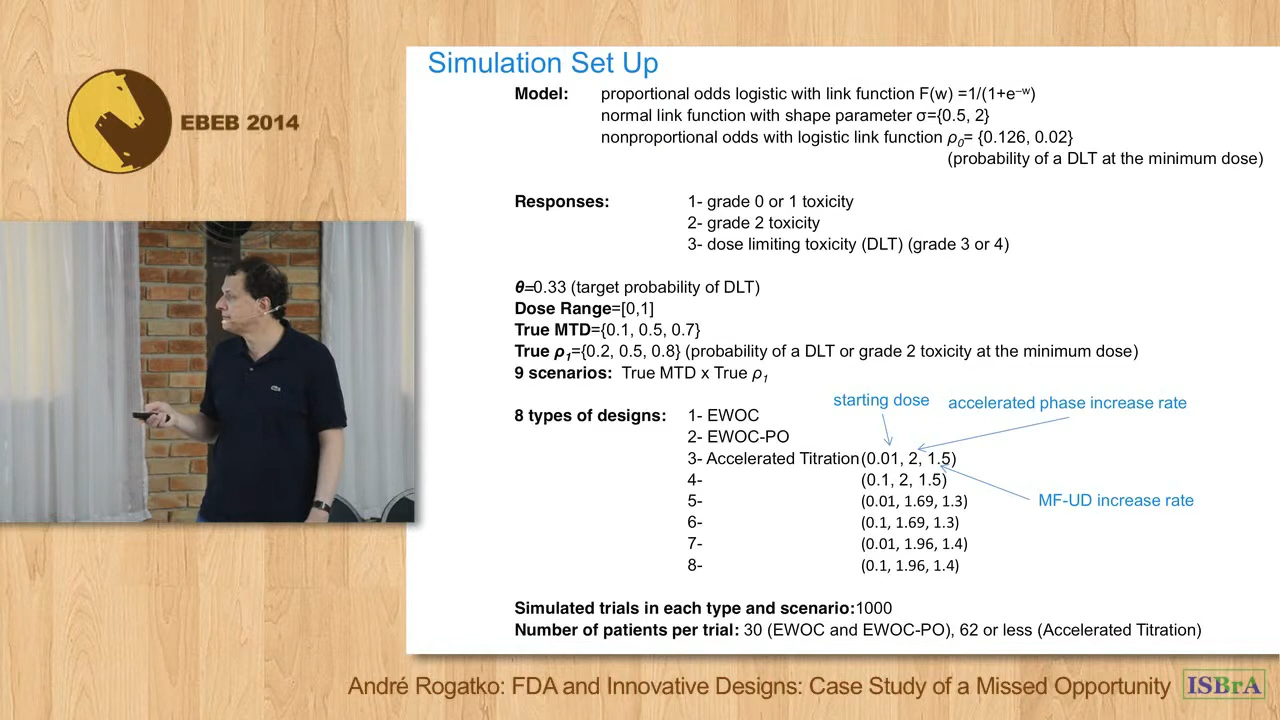 EBEB 2014
Simulation Set Up
Model: proportional odds logistic with link function F(w) =1/(1+e⁻ʷ)
normal link function with shape parameter σ={0.5, 2}
nonproportional odds with logistic link function ρ₀= {0.126, 0.02}
(probability of a DLT at the minimum dose)
Responses: 1- grade 0 or 1 toxicity
2- grade 2 toxicity
3- dose limiting toxicity (DLT) (grade 3 or 4)
θ=0.33 (target probability of DLT)
Dose Range=[0,1]
True MTD={0.1, 0.5, 0.7}
True ρ₁={0.2, 0.5, 0.8} (probability of a DLT or grade 2 toxicity at the minimum dose)
9 scenarios: True MTD x True ρ₁
starting dose accelerated phase increase rate
8 types of designs: 1- EWOC
2- EWOC-PO
3- Accelerated Titration (0.01, 2, 1.5)
4- (0.1, 2, 1.5)
5- (0.01, 1.69, 1.3) MF-UD increase rate
6- (0.1, 1.69, 1.3)
7- (0.01, 1.96, 1.4)
8- (0.1, 1.96, 1.4)
Simulated trials in each type and scenario:1000
Number of patients per trial: 30 (EWOC and EWOC-PO), 62 or less (Accelerated Titration)
André Rogatko: FDA and Innovative Designs: Case Study of a Missed Opportunity ISBrA